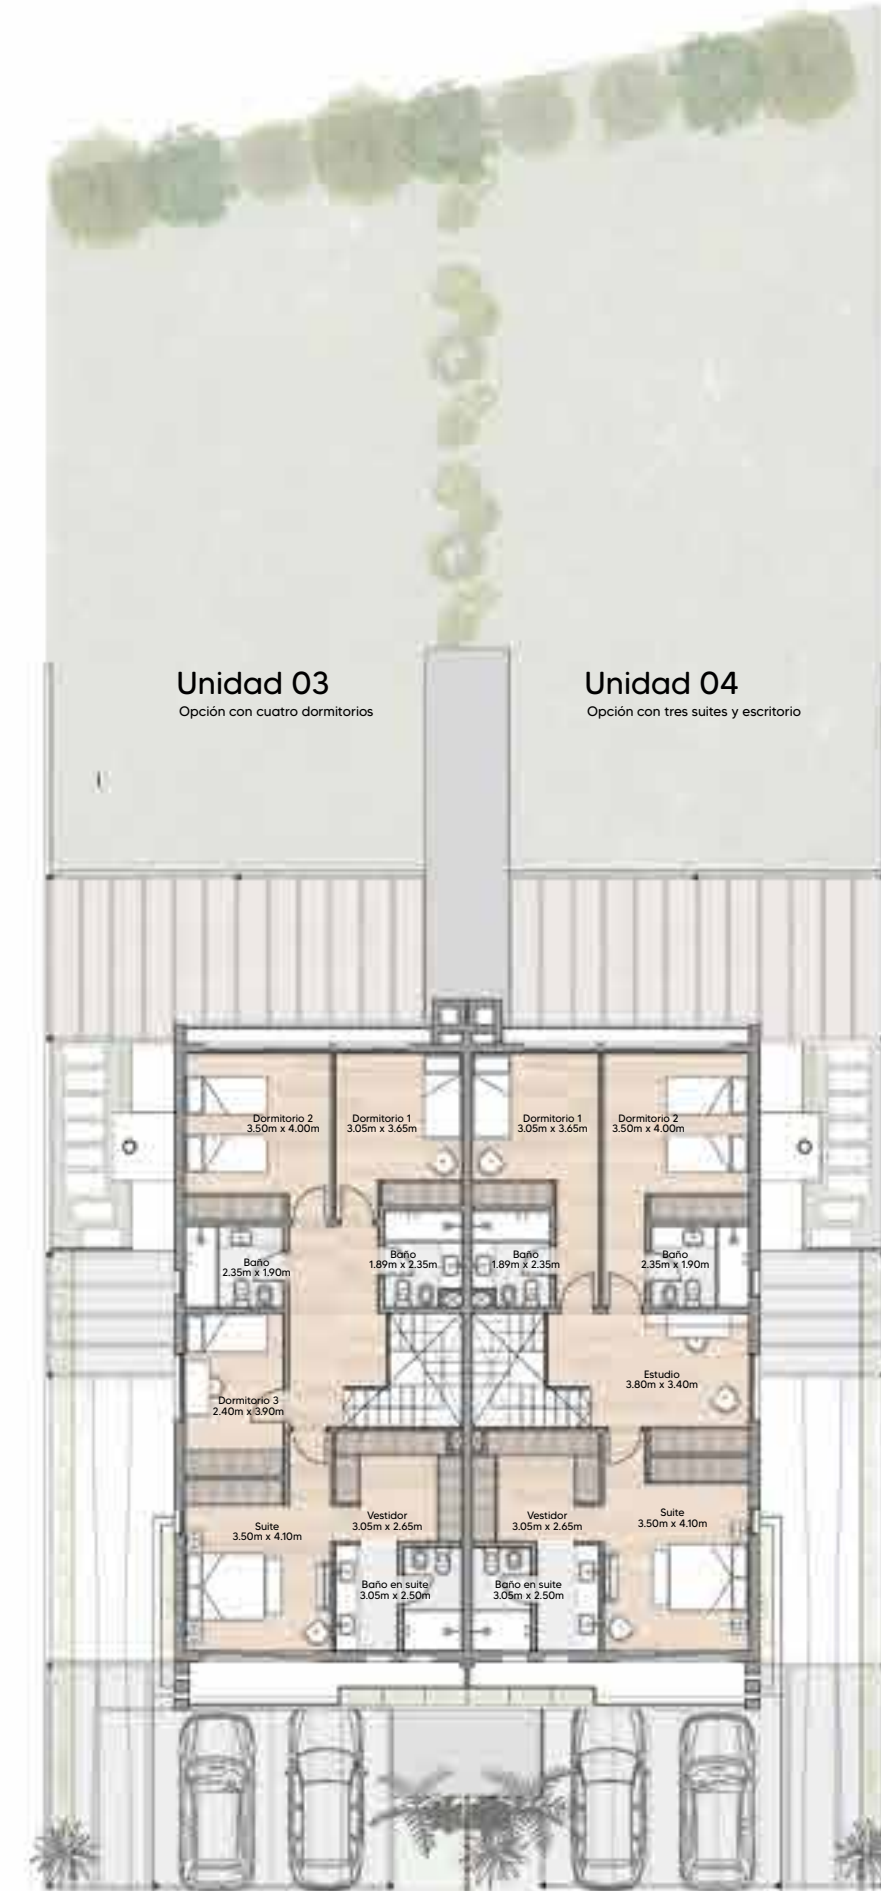 Unidad 03
Opción con cuatro dormitorios
Unidad 04
Opción con tres suites y escritorio
Dormitorio 2
3.50m x 4.00m
Dormitorio 1
3.05m x 3.65m
Dormitorio 1
3.05m x 3.65m
Dormitorio 2
3.50m x 4.00m
Baño
2.35m x 1.90m
Baño
1.89m x 2.35m
Baño
1.89m x 2.35m
Baño
2.35m x 1.90m
Dormitorio 3
2.40m x 3.90m
Estudio
3.80m x 3.40m
Suite
3.50m x 4.10m
Vestidor
3.05m x 2.65m
Vestidor
3.05m x 2.65m
Suite
3.50m x 4.10m
Baño en suite
3.05m x 2.50m
Baño en suite
3.05m x 2.50m